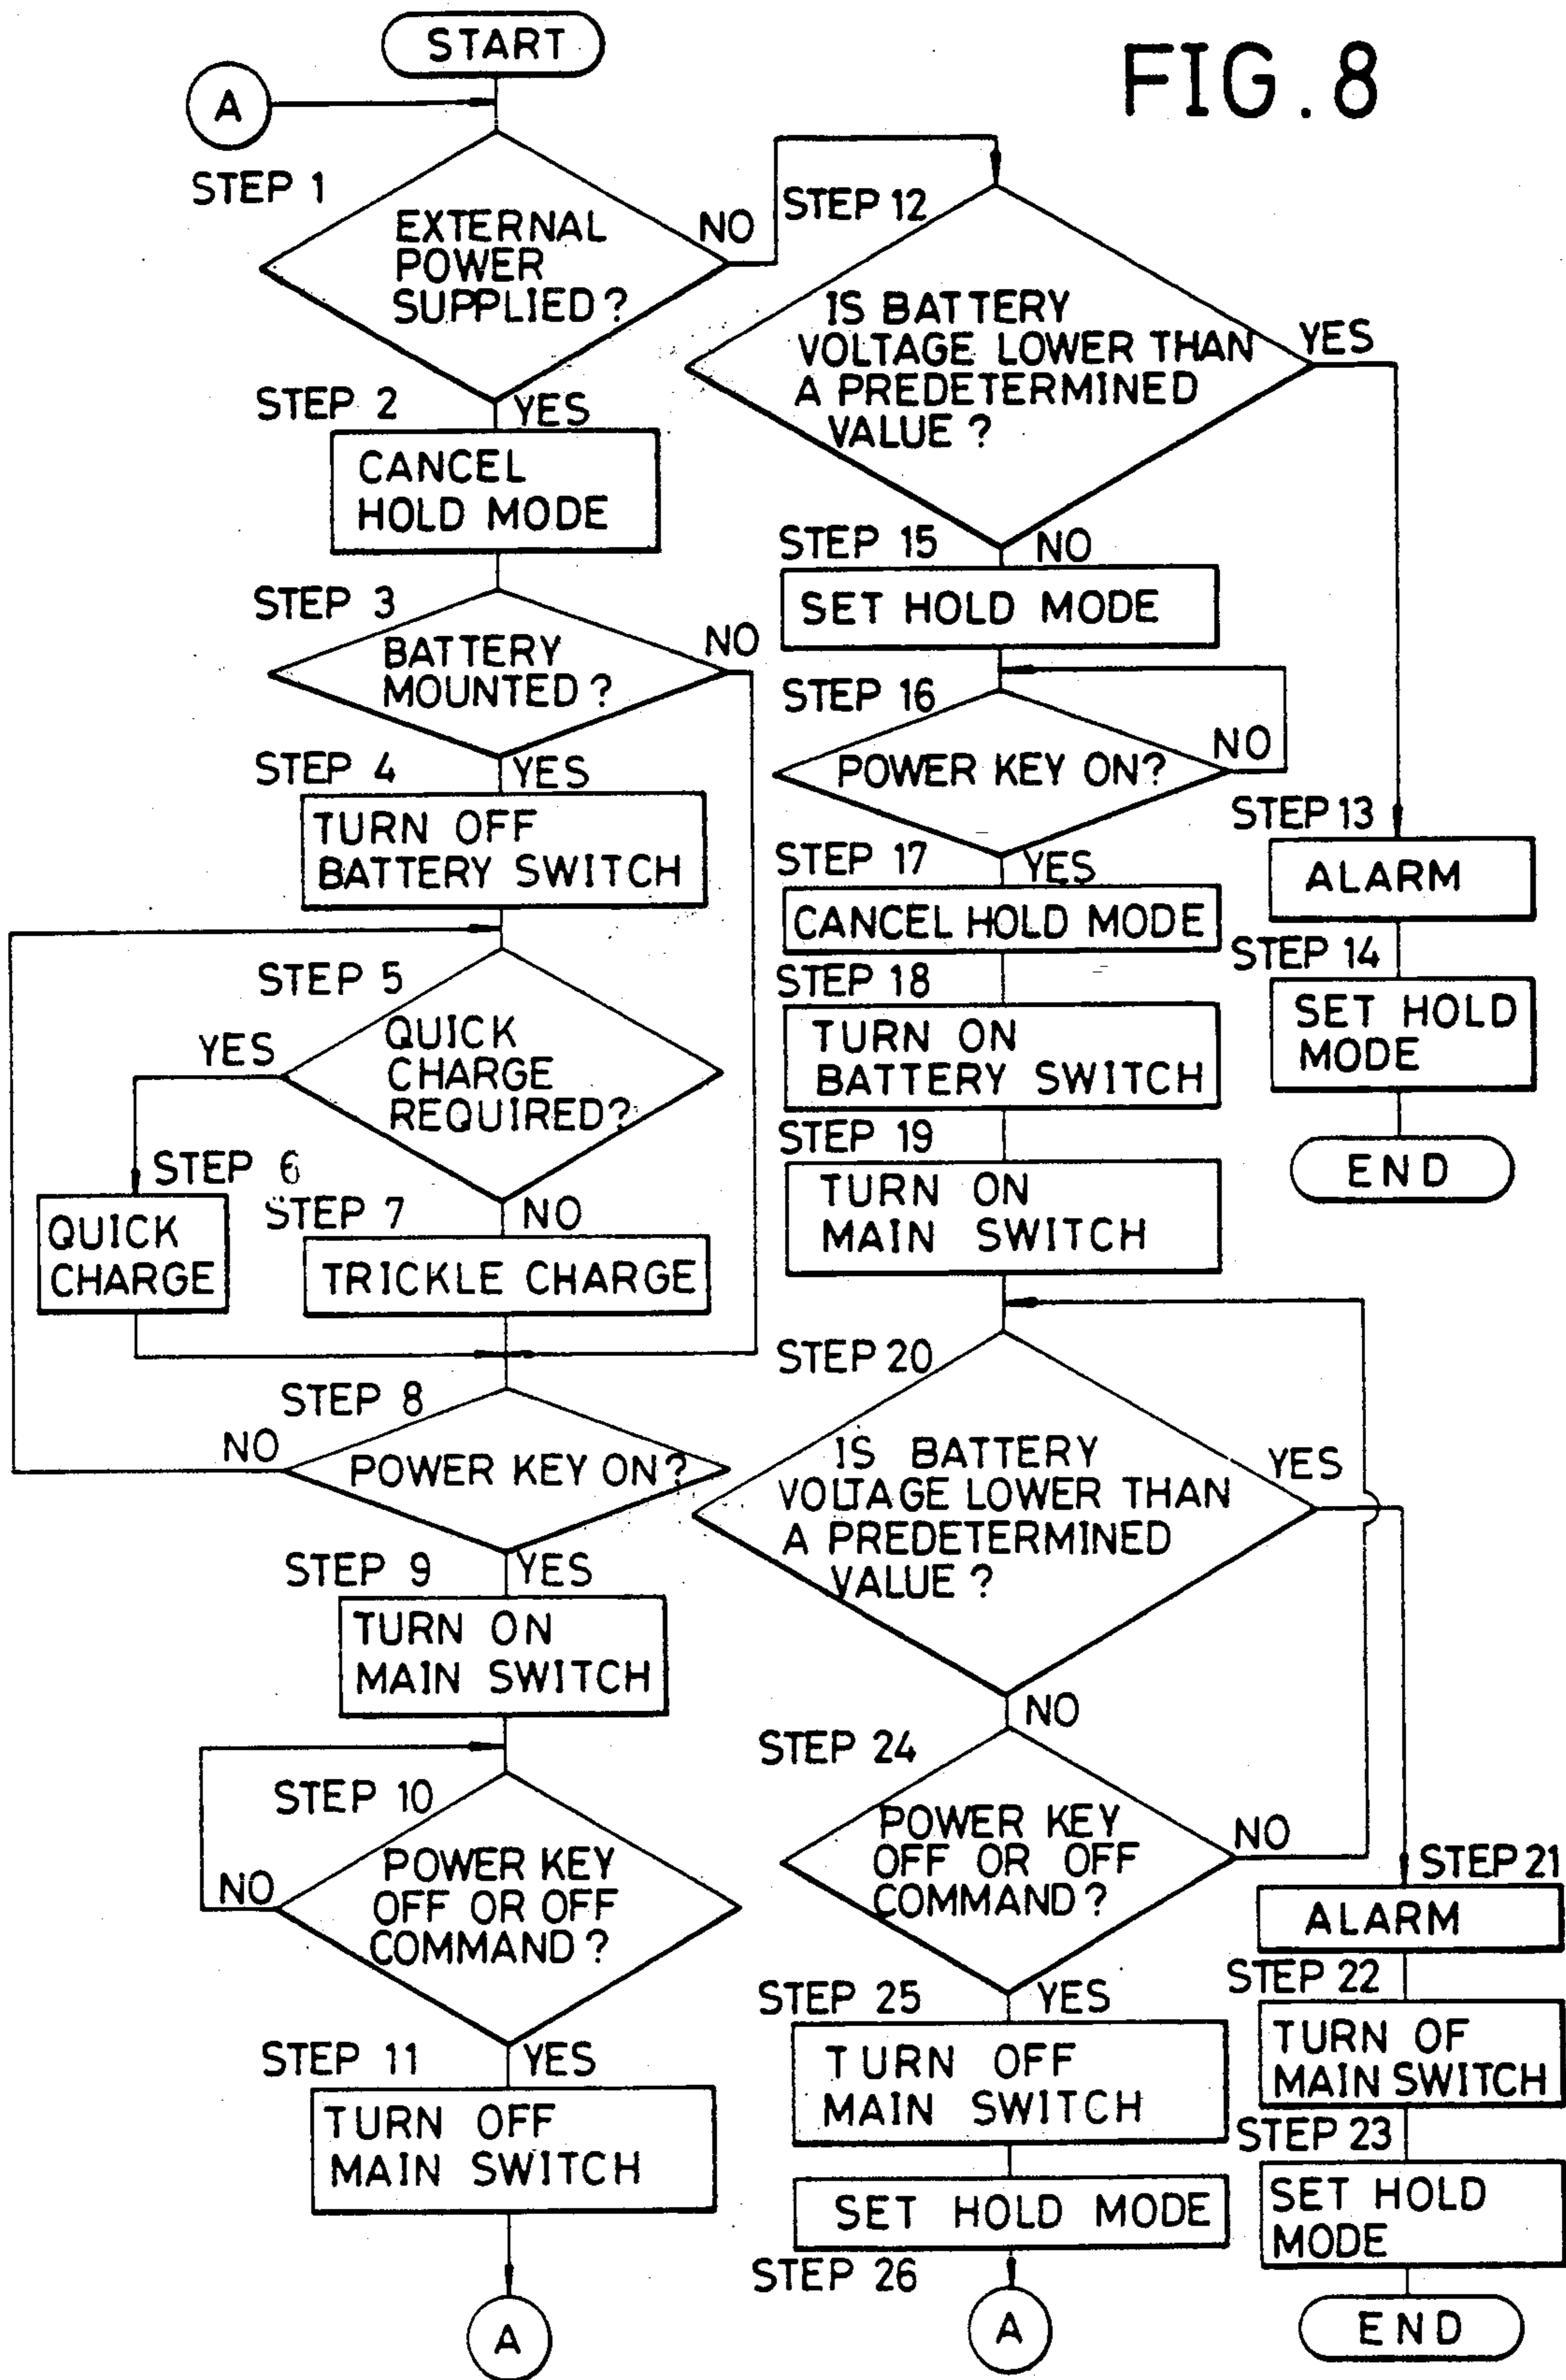 FIG. 8
START
A
STEP 1
EXTERNAL
POWER
SUPPLIED?
NO
YES
STEP 2
CANCEL
HOLD MODE
STEP 3
BATTERY
MOUNTED?
NO
YES
STEP 4
TURN OFF
BATTERY SWITCH
STEP 5
QUICK
CHARGE
REQUIRED?
YES
NO
STEP 6
QUICK
CHARGE
STEP 7
TRICKLE CHARGE
STEP 8
POWER KEY ON?
NO
YES
STEP 9
TURN ON
MAIN SWITCH
STEP 10
POWER KEY
OFF OR OFF
COMMAND?
NO
YES
STEP 11
TURN OFF
MAIN SWITCH
A
STEP 12
IS BATTERY
VOLTAGE LOWER THAN
A PREDETERMINED
VALUE?
YES
NO
STEP 13
ALARM
STEP 14
SET HOLD
MODE
END
STEP 15
SET HOLD MODE
STEP 16
POWER KEY ON?
NO
YES
STEP 17
CANCEL HOLD MODE
STEP 18
TURN ON
BATTERY SWITCH
STEP 19
TURN ON
MAIN SWITCH
STEP 20
IS BATTERY
VOLTAGE LOWER THAN
A PREDETERMINED
VALUE?
YES
NO
STEP 21
ALARM
STEP 22
TURN OF
MAIN SWITCH
STEP 23
SET HOLD
MODE
END
STEP 24
POWER KEY
OFF OR OFF
COMMAND?
NO
YES
STEP 25
TURN OFF
MAIN SWITCH
SET HOLD MODE
STEP 26
A